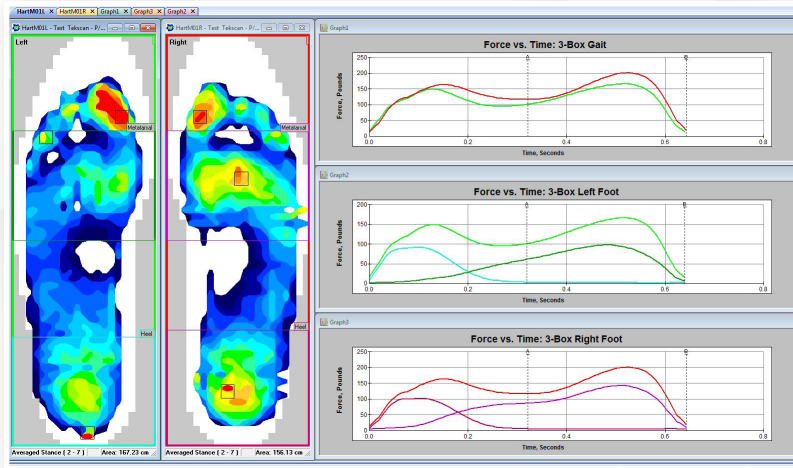 HartM01L × HartM01R × Graph1 × Graph3 × Graph2 ×
HartM01L - Test Tekscan - P/...
Left
Metatarsal
Heel
Averaged Stance [ 2 - 7 ] Area: 167.23 cm
HartM01R - Test Tekscan - P/...
Right
Metatarsal
Heel
Averaged Stance [ 2 - 7 ] Area: 156.13 cm
Graph1
Force vs. Time: 3-Box Gait
Force, Pounds
250
200
150
100
50
0
0.0 0.2 0.4 0.6 0.8
A
B
Time, Seconds
Graph2
Force vs. Time: 3-Box Left Foot
Force, Pounds
200
150
100
50
0
0.0 0.2 0.4 0.6 0.8
A
B
Time, Seconds
Graph3
Force vs. Time: 3-Box Right Foot
Force, Pounds
250
200
150
100
50
0
0.0 0.2 0.4 0.6 0.8
A
B
Time, Seconds